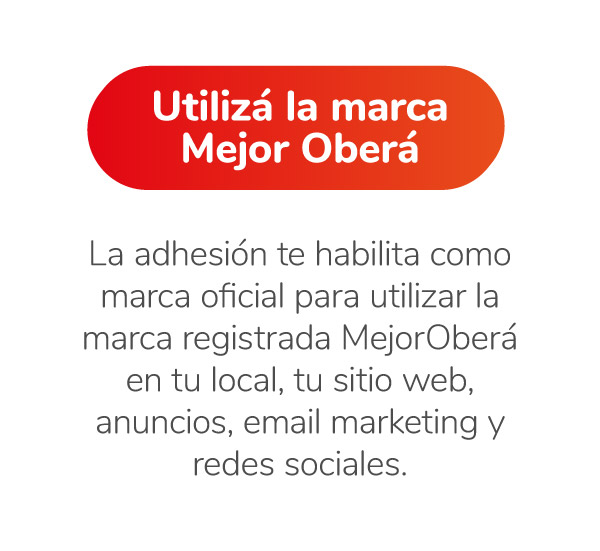 Utilizá la marca
Mejor Oberá
La adhesión te habilita como
marca oficial para utilizar la
marca registrada MejorOberá
en tu local, tu sitio web,
anuncios, email marketing y
redes sociales.